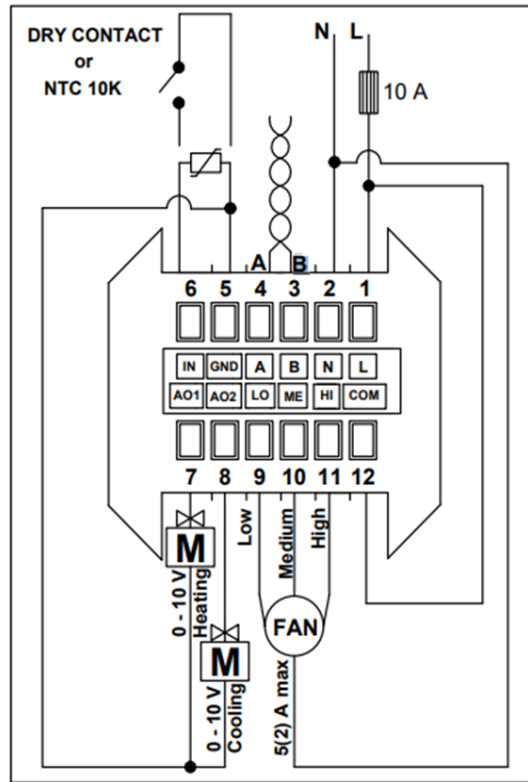 DRY CONTACT
or
NTC 10K
N L
10 A
A B
6 5 4 3 2 1
IN GND A B N L
AO1 AO2 LO ME HI COM
7 8 9 10 11 12
Low
Medium
High
M
0 - 10 V
Heating
M
0 - 10 V
Cooling
FAN
5(2) A max